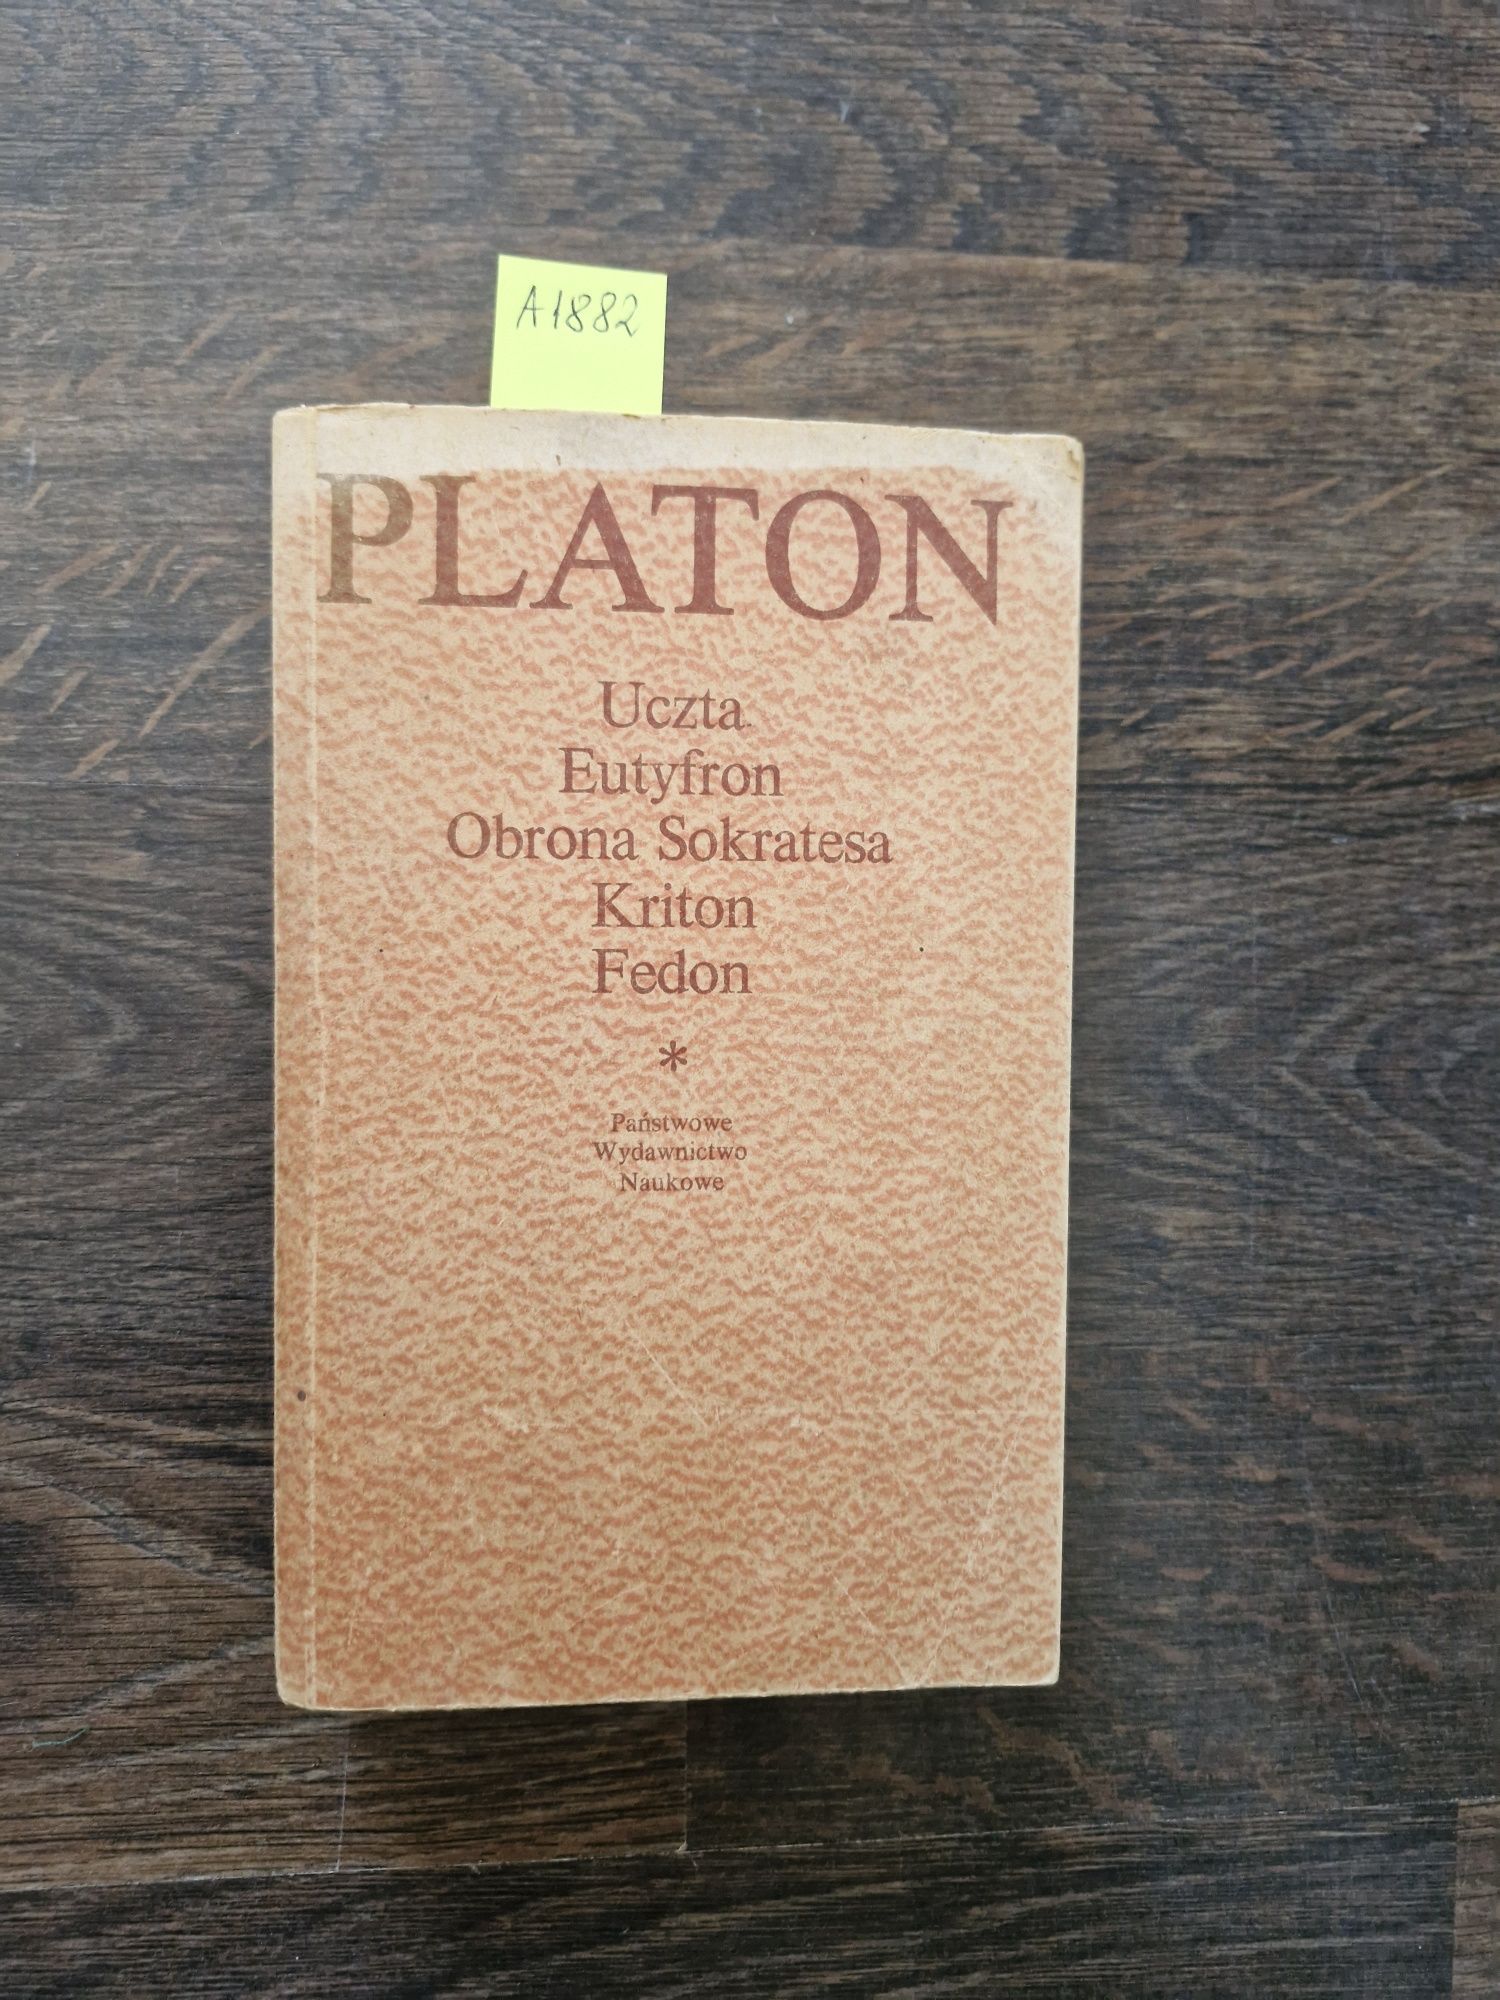 A1882
PLATON
Uczta
Eutyfron
Obrona Sokratesa
Kriton
Fedon
*
Państwowe
Wydawnictwo
Naukowe